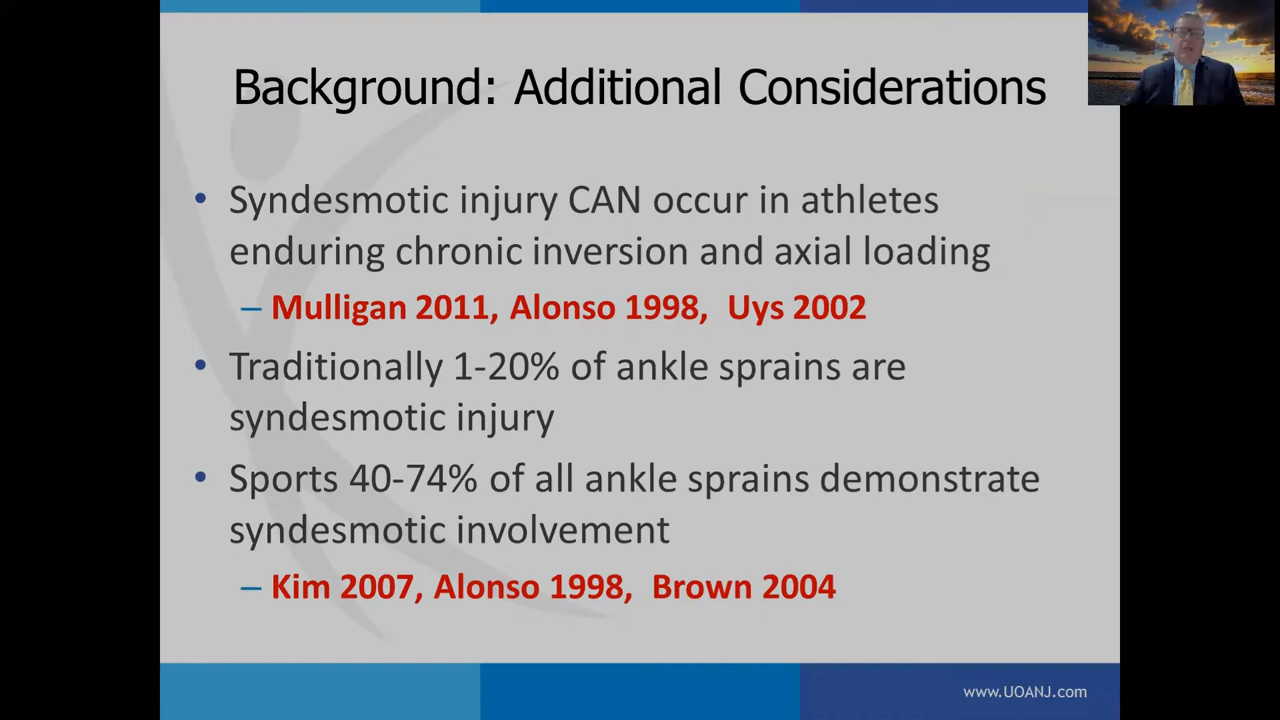 Background: Additional Considerations
• Syndesmotic injury CAN occur in athletes
enduring chronic inversion and axial loading
– Mulligan 2011, Alonso 1998, Uys 2002
• Traditionally 1-20% of ankle sprains are
syndesmotic injury
• Sports 40-74% of all ankle sprains demonstrate
syndesmotic involvement
– Kim 2007, Alonso 1998, Brown 2004
www.UOANJ.com